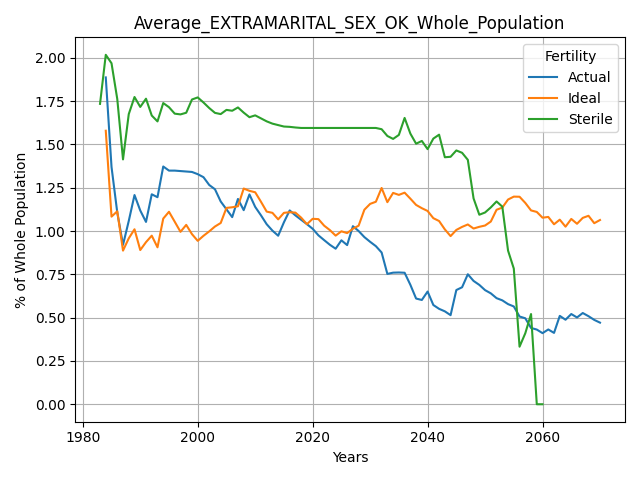 Average_EXTRAMARITAL_SEX_OK_Whole_Population
Fertility
Actual
Ideal
Sterile
% of Whole Population
2.00
1.75
1.50
1.25
1.00
0.75
0.50
0.25
0.00
1980
2000
2020
2040
2060
Years